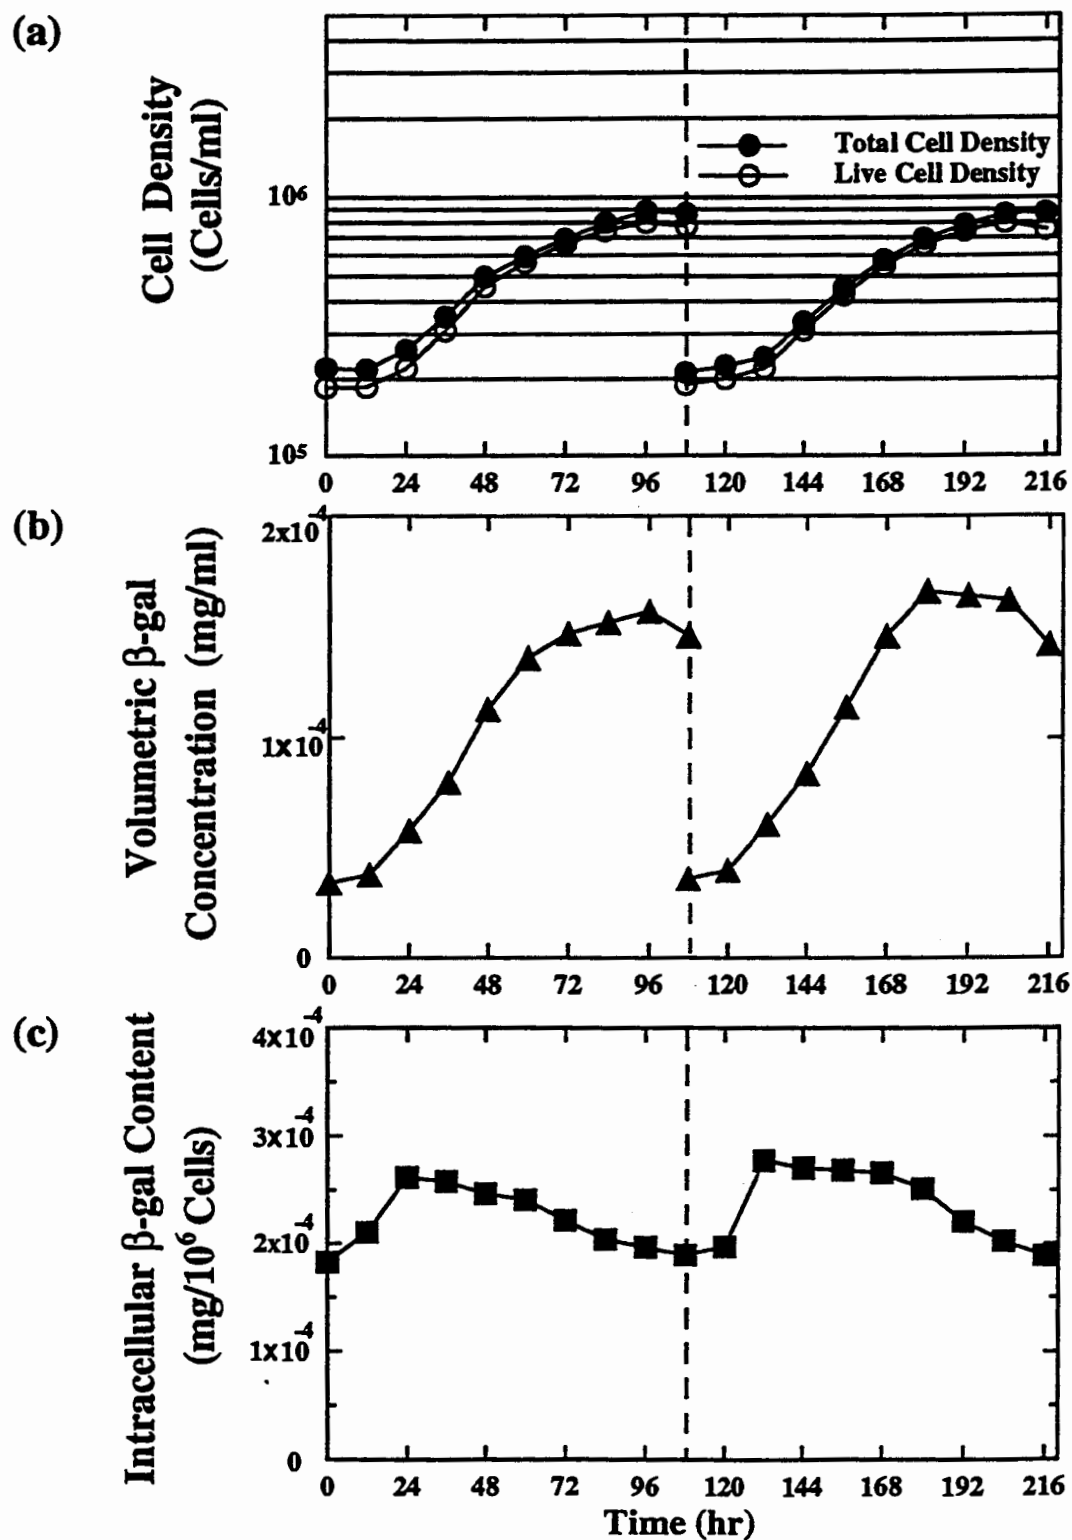 (a)
Cell Density
(Cells/ml)
Total Cell Density
Live Cell Density
10⁶
10⁵
0 24 48 72 96 120 144 168 192 216
(b)
Volumetric β-gal
Concentration (mg/ml)
2x10⁻⁴
1x10⁻⁴
0
0 24 48 72 96 120 144 168 192 216
(c)
Intracellular β-gal Content
(mg/10⁶ Cells)
4x10⁻⁴
3x10⁻⁴
2x10⁻⁴
1x10⁻⁴
0
0 24 48 72 96 120 144 168 192 216
Time (hr)